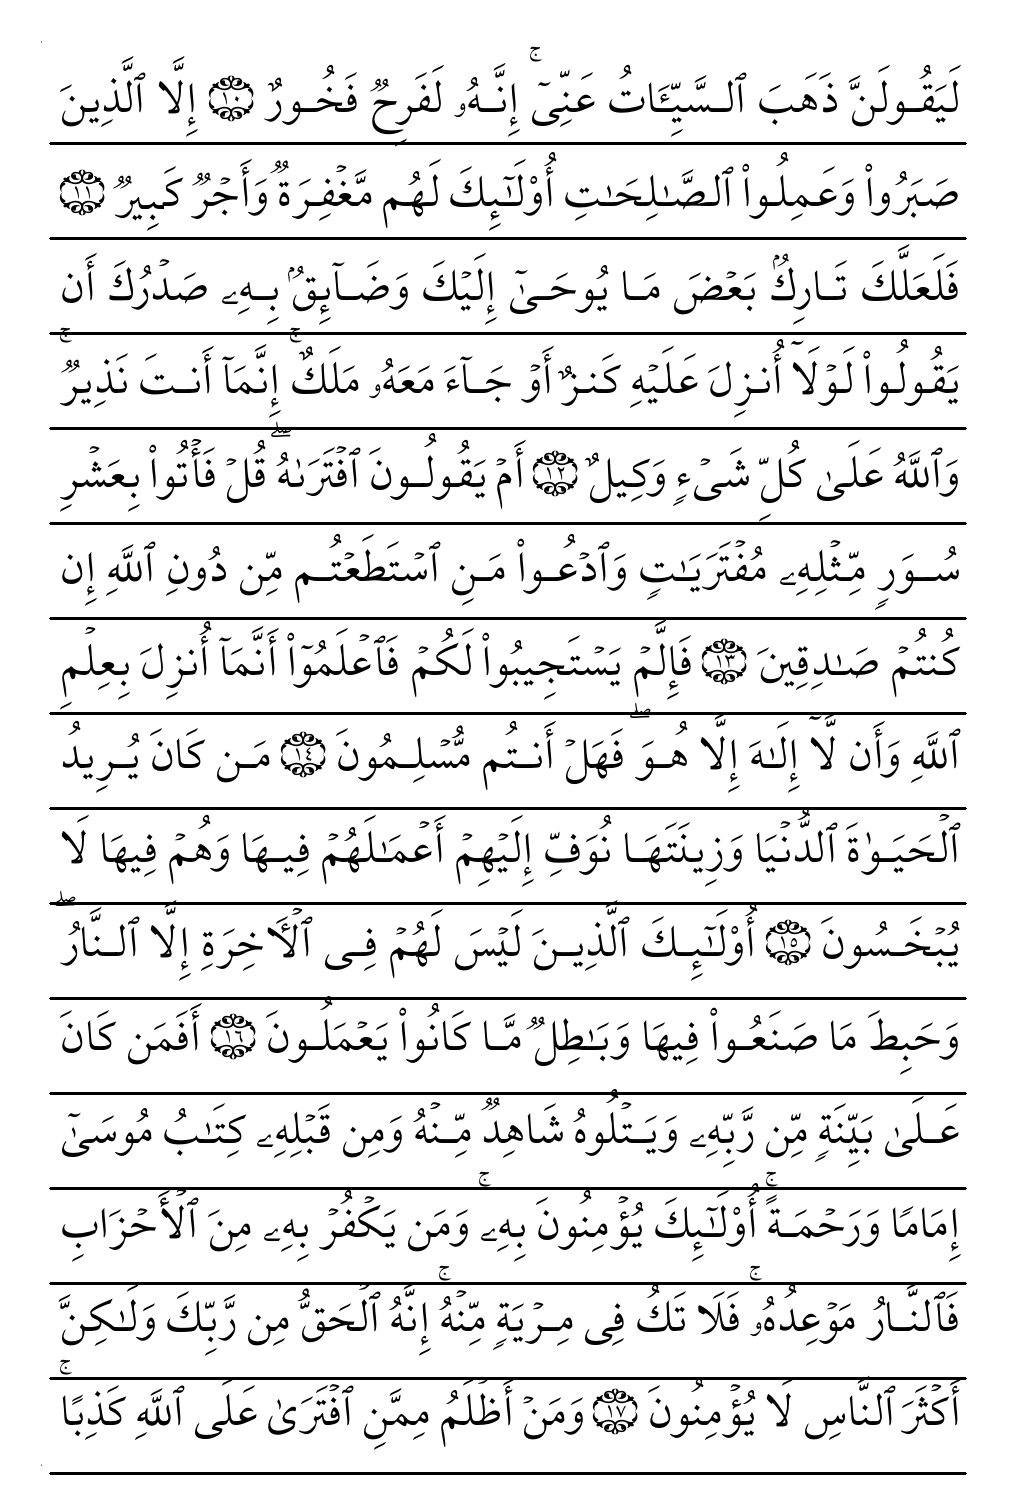 لَيَقُولَنَّ ذَهَبَ ٱلسَّيِّـَٔاتُ عَنِّىٓ ۚ إِنَّهُۥ لَفَرِحٌ فَخُورٌ ١٠ إِلَّا ٱلَّذِينَ
صَبَرُوا۟ وَعَمِلُوا۟ ٱلصَّـٰلِحَـٰتِ أُو۟لَـٰٓئِكَ لَهُم مَّغْفِرَةٌ وَأَجْرٌ كَبِيرٌ ١١
فَلَعَلَّكَ تَارِكٌۢ بَعْضَ مَا يُوحَىٰٓ إِلَيْكَ وَضَآئِقٌۢ بِهِۦ صَدْرُكَ أَن
يَقُولُوا۟ لَوْلَآ أُنزِلَ عَلَيْهِ كَنزٌ أَوْ جَآءَ مَعَهُۥ مَلَكٌ ۚ إِنَّمَآ أَنتَ نَذِيرٌ ۚ
وَٱللَّهُ عَلَىٰ كُلِّ شَىْءٍ وَكِيلٌ ١٢ أَمْ يَقُولُونَ ٱفْتَرَىٰهُ ۖ قُلْ فَأْتُوا۟ بِعَشْرِ
سُوَرٍ مِّثْلِهِۦ مُفْتَرَيَـٰتٍ وَٱدْعُوا۟ مَنِ ٱسْتَطَعْتُم مِّن دُونِ ٱللَّهِ إِن
كُنتُمْ صَـٰدِقِينَ ١٣ فَإِلَّمْ يَسْتَجِيبُوا۟ لَكُمْ فَٱعْلَمُوٓا۟ أَنَّمَآ أُنزِلَ بِعِلْمِ
ٱللَّهِ وَأَن لَّآ إِلَـٰهَ إِلَّا هُوَ ۖ فَهَلْ أَنتُم مُّسْلِمُونَ ١٤ مَن كَانَ يُرِيدُ
ٱلْحَيَوٰةَ ٱلدُّنْيَا وَزِينَتَهَا نُوَفِّ إِلَيْهِمْ أَعْمَـٰلَهُمْ فِيهَا وَهُمْ فِيهَا لَا
يُبْخَسُونَ ١٥ أُو۟لَـٰٓئِكَ ٱلَّذِينَ لَيْسَ لَهُمْ فِى ٱلْـَٔاخِرَةِ إِلَّا ٱلنَّارُ ۖ
وَحَبِطَ مَا صَنَعُوا۟ فِيهَا وَبَـٰطِلٌ مَّا كَانُوا۟ يَعْمَلُونَ ١٦ أَفَمَن كَانَ
عَلَىٰ بَيِّنَةٍ مِّن رَّبِّهِۦ وَيَتْلُوهُ شَاهِدٌ مِّنْهُ وَمِن قَبْلِهِۦ كِتَـٰبُ مُوسَىٰٓ
إِمَامًا وَرَحْمَةً ۚ أُو۟لَـٰٓئِكَ يُؤْمِنُونَ بِهِۦ ۚ وَمَن يَكْفُرْ بِهِۦ مِنَ ٱلْأَحْزَابِ
فَٱلنَّارُ مَوْعِدُهُۥ ۚ فَلَا تَكُ فِى مِرْيَةٍ مِّنْهُ ۚ إِنَّهُ ٱلْحَقُّ مِن رَّبِّكَ وَلَـٰكِنَّ
أَكْثَرَ ٱلنَّاسِ لَا يُؤْمِنُونَ ١٧ وَمَنْ أَظْلَمُ مِمَّنِ ٱفْتَرَىٰ عَلَى ٱللَّهِ كَذِبًا ۚ